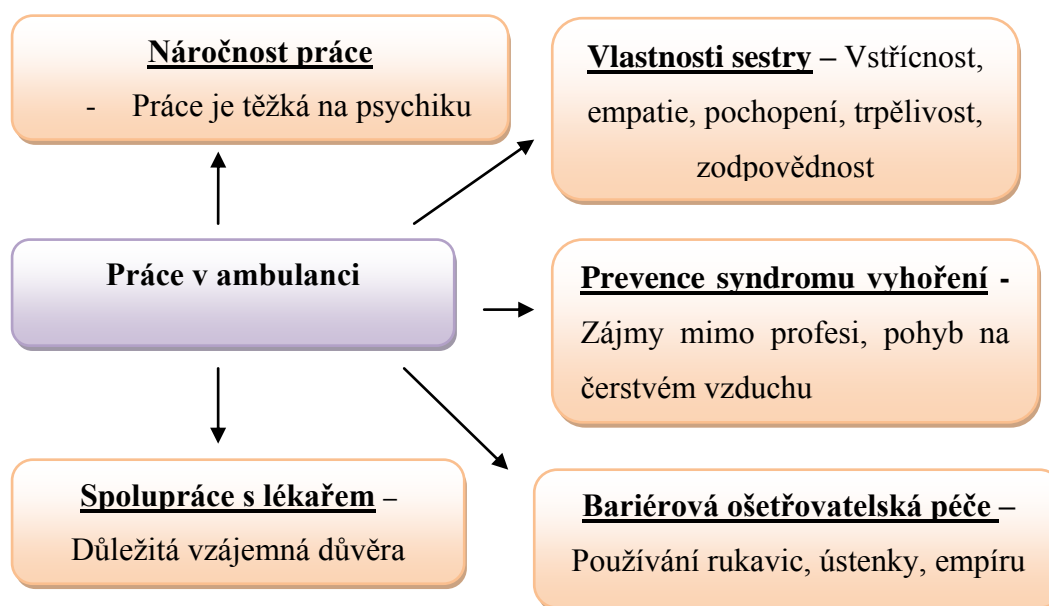 Náročnost práce
- Práce je těžká na psychiku
Vlastnosti sestry – Vstřícnost,
empatie, pochopení, trpělivost,
zodpovědnost
Práce v ambulanci
Prevence syndromu vyhoření -
Zájmy mimo profesi, pohyb na
čerstvém vzduchu
Spolupráce s lékařem –
Důležitá vzájemná důvěra
Bariérová ošetřovatelská péče –
Používání rukavic, ústenky, empíru